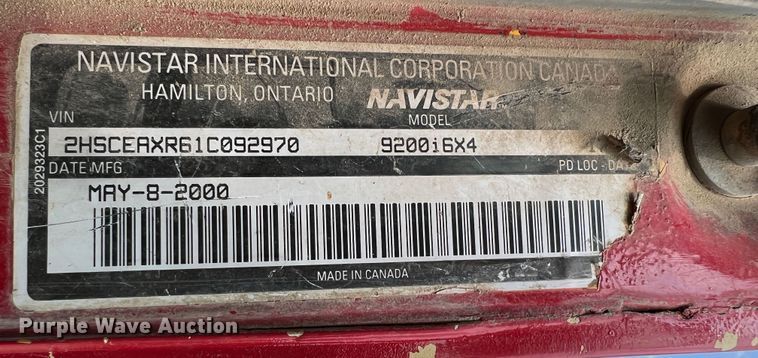 NAVISTAR INTERNATIONAL CORPORATION CANADA
HAMILTON, ONTARIO NAVISTAR
VIN MODEL
2HSCEAXR61C092970 9200i6X4
DATE MFG PD LOC - DATE
MAY-8-2000
MADE IN CANADA
2029323C1
Purple Wave Auction